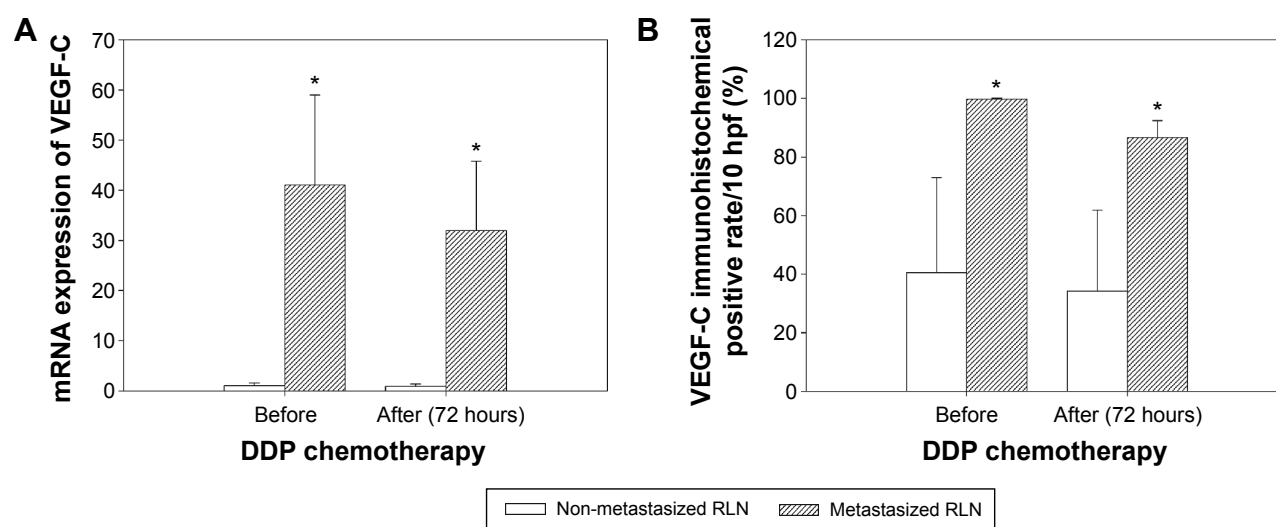 A
mRNA expression of VEGF-C
70
60
50
40
30
20
10
0
*
*
Before
After (72 hours)
DDP chemotherapy
B
VEGF-C immunohistochemical
positive rate/10 hpf (%)
120
100
80
60
40
20
0
*
*
Before
After (72 hours)
DDP chemotherapy
Non-metastasized RLN
Metastasized RLN